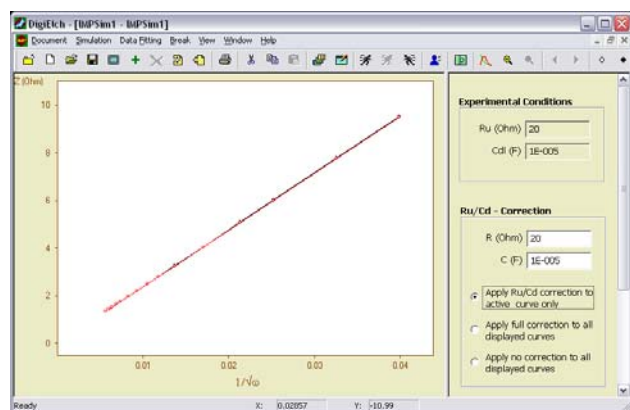 DigiElch - [IMPSim1 - IMPSim1]
Document Simulation Data Fitting Break View Window Help
Z (Ohm)
10
8
6
4
2
0
0.01 0.02 0.03 0.04
1/√ω
Experimental Conditions
Ru (Ohm) 20
Cdl (F) 1E-005
Ru/Cd - Correction
R (Ohm) 20
C (F) 1E-005
Apply Ru/Cd correction to
active curve only
Apply full correction to all
displayed curves
Apply no correction to all
displayed curves
Ready X: 0.02857 Y: -10.99